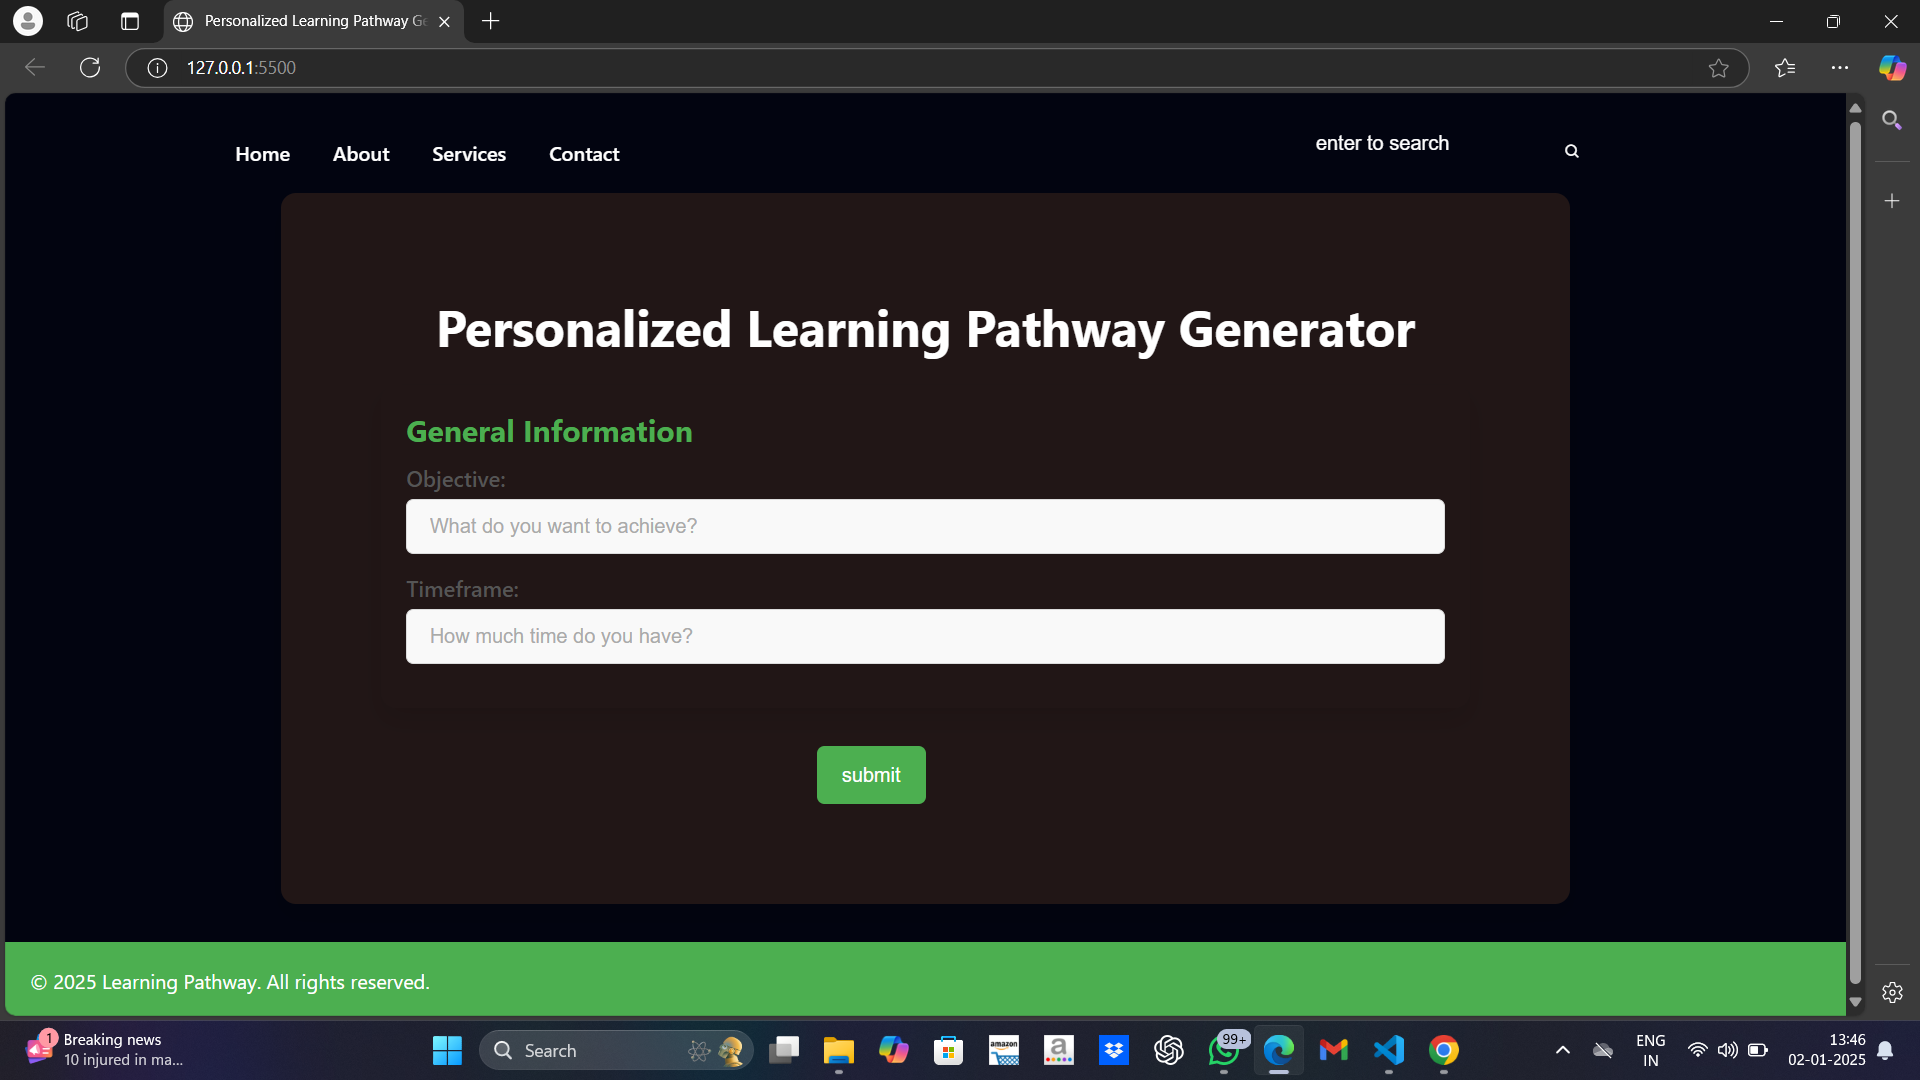 Personalized Learning Pathway Ge
127.0.0.1:5500
Home About Services Contact
enter to search
Personalized Learning Pathway Generator
General Information
Objective:
What do you want to achieve?
Timeframe:
How much time do you have?
submit
© 2025 Learning Pathway. All rights reserved.
1
Breaking news
10 injured in ma...
Search
amazon
a
99+
ENG
IN
13:46
02-01-2025